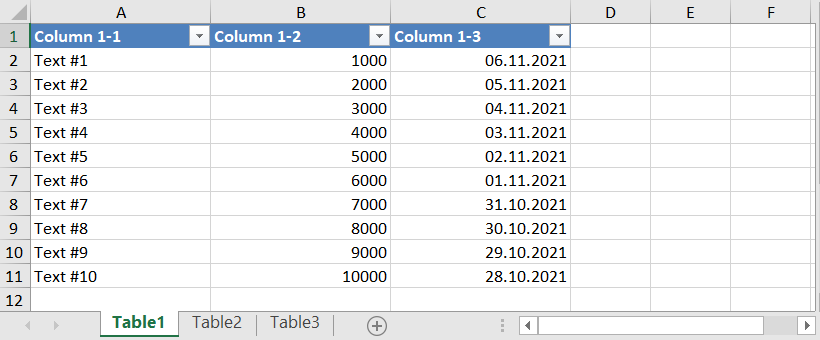 A B C D E F
1 Column 1-1 Column 1-2 Column 1-3
2 Text #1 1000 06.11.2021
3 Text #2 2000 05.11.2021
4 Text #3 3000 04.11.2021
5 Text #4 4000 03.11.2021
6 Text #5 5000 02.11.2021
7 Text #6 6000 01.11.2021
8 Text #7 7000 31.10.2021
9 Text #8 8000 30.10.2021
10 Text #9 9000 29.10.2021
11 Text #10 10000 28.10.2021
12
Table1 Table2 Table3